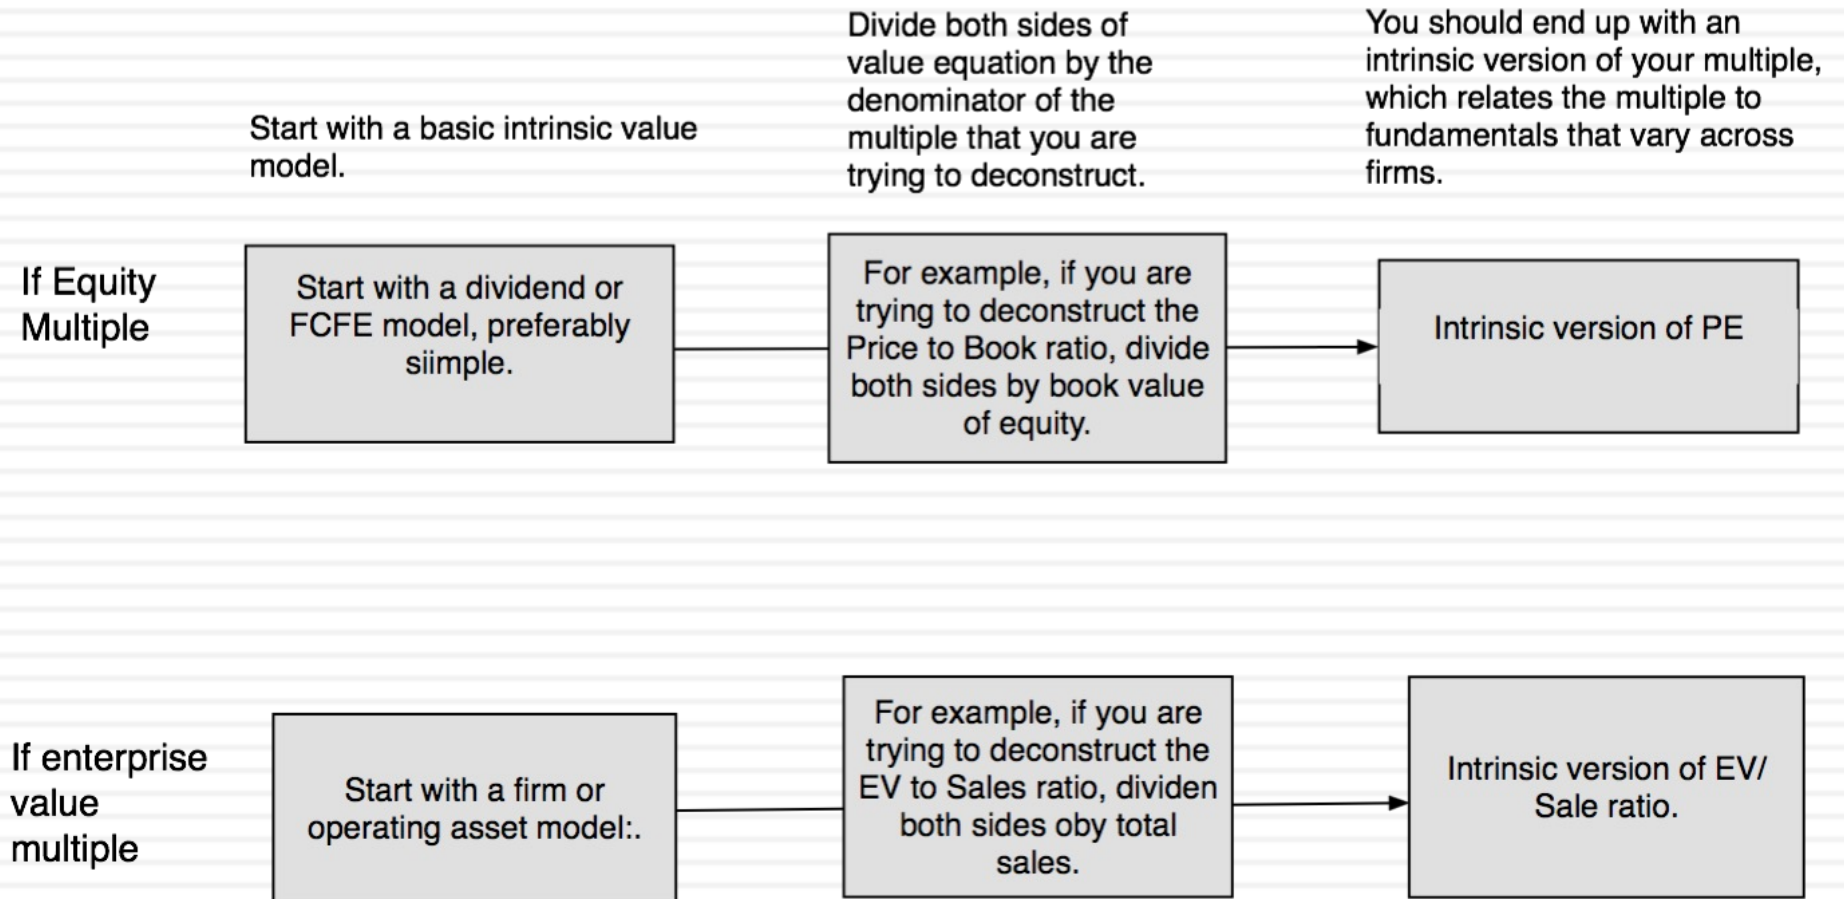 Start with a basic intrinsic value
model.
Divide both sides of
value equation by the
denominator of the
multiple that you are
trying to deconstruct.
You should end up with an
intrinsic version of your multiple,
which relates the multiple to
fundamentals that vary across
firms.
If Equity
Multiple
Start with a dividend or
FCFE model, preferably
siimple.
For example, if you are
trying to deconstruct the
Price to Book ratio, divide
both sides by book value
of equity.
Intrinsic version of PE
If enterprise
value
multiple
Start with a firm or
operating asset model:.
For example, if you are
trying to deconstruct the
EV to Sales ratio, dividen
both sides oby total
sales.
Intrinsic version of EV/
Sale ratio.